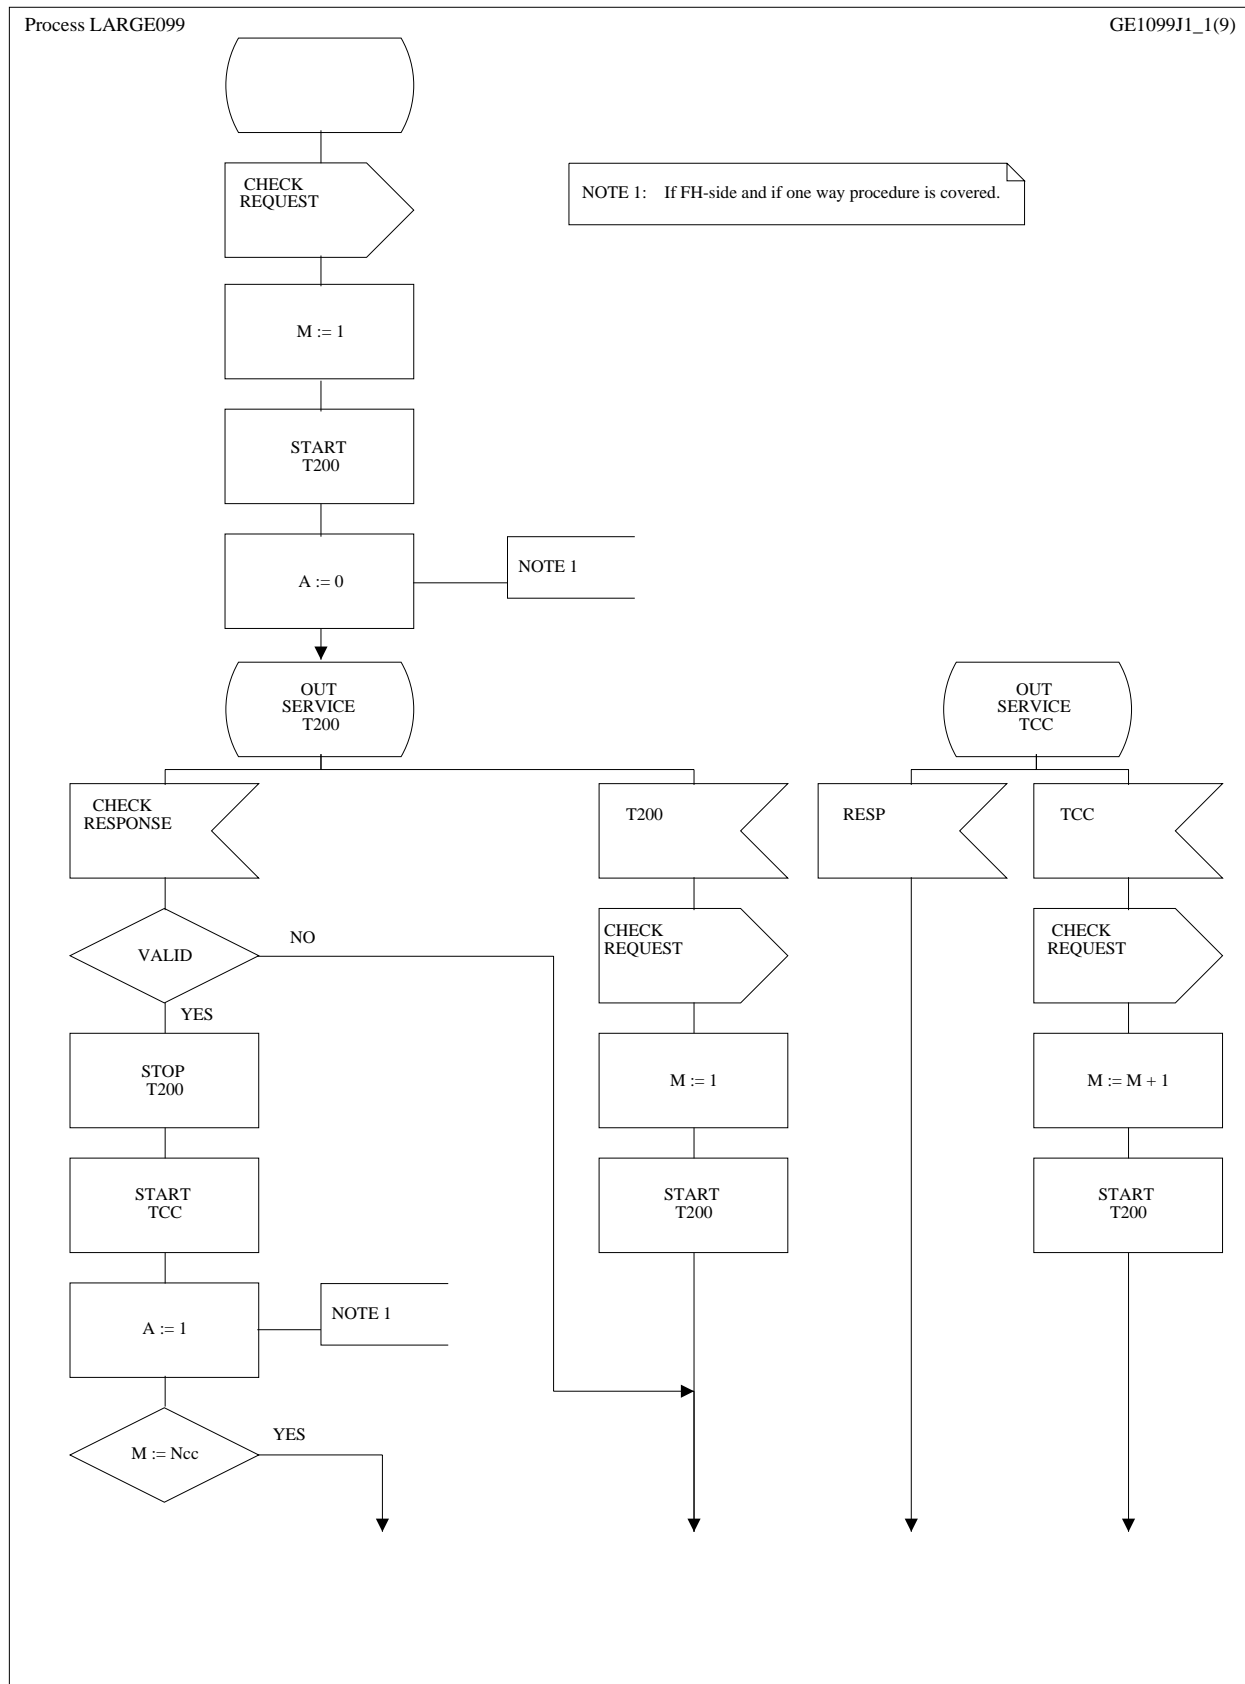 Process LARGE099
GE1099J1_1(9)
CHECK
REQUEST
NOTE 1: If FH-side and if one way procedure is covered.
M := 1
START
T200
A := 0
NOTE 1
OUT
SERVICE
T200
OUT
SERVICE
TCC
CHECK
RESPONSE
T200
RESP
TCC
VALID
NO
CHECK
REQUEST
CHECK
REQUEST
YES
STOP
T200
M := 1
M := M + 1
START
TCC
START
T200
START
T200
A := 1
NOTE 1
M := Ncc
YES